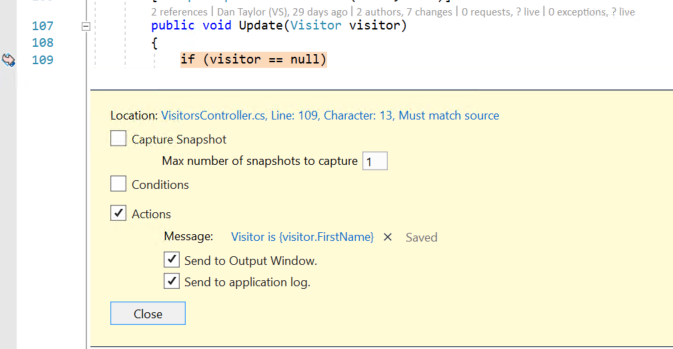 2 references | Dan Taylor (VS), 29 days ago | 2 authors, 7 changes | 0 requests, ? live | 0 exceptions, ? live
107 public void Update(Visitor visitor)
108 {
109 if (visitor == null)
Location: VisitorsController.cs, Line: 109, Character: 13, Must match source
Capture Snapshot
Max number of snapshots to capture 1
Conditions
Actions
Message: Visitor is {visitor.FirstName} × Saved
Send to Output Window.
Send to application log.
Close